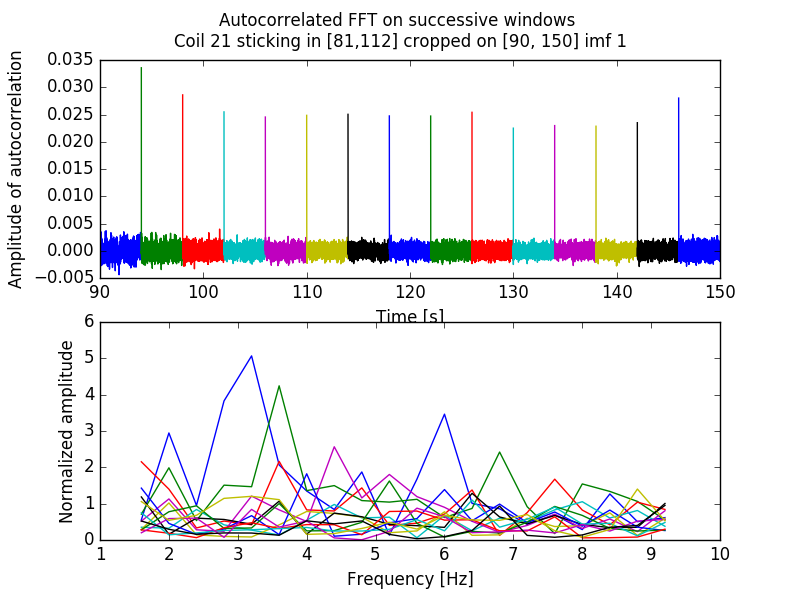 Autocorrelated FFT on successive windows
Coil 21 sticking in [81,112] cropped on [90, 150] imf 1
Amplitude of autocorrelation
0.035
0.030
0.025
0.020
0.015
0.010
0.005
0.000
−0.005
90 100 110 120 130 140 150
Time [s]
Normalized amplitude
6
5
4
3
2
1
0
1 2 3 4 5 6 7 8 9 10
Frequency [Hz]